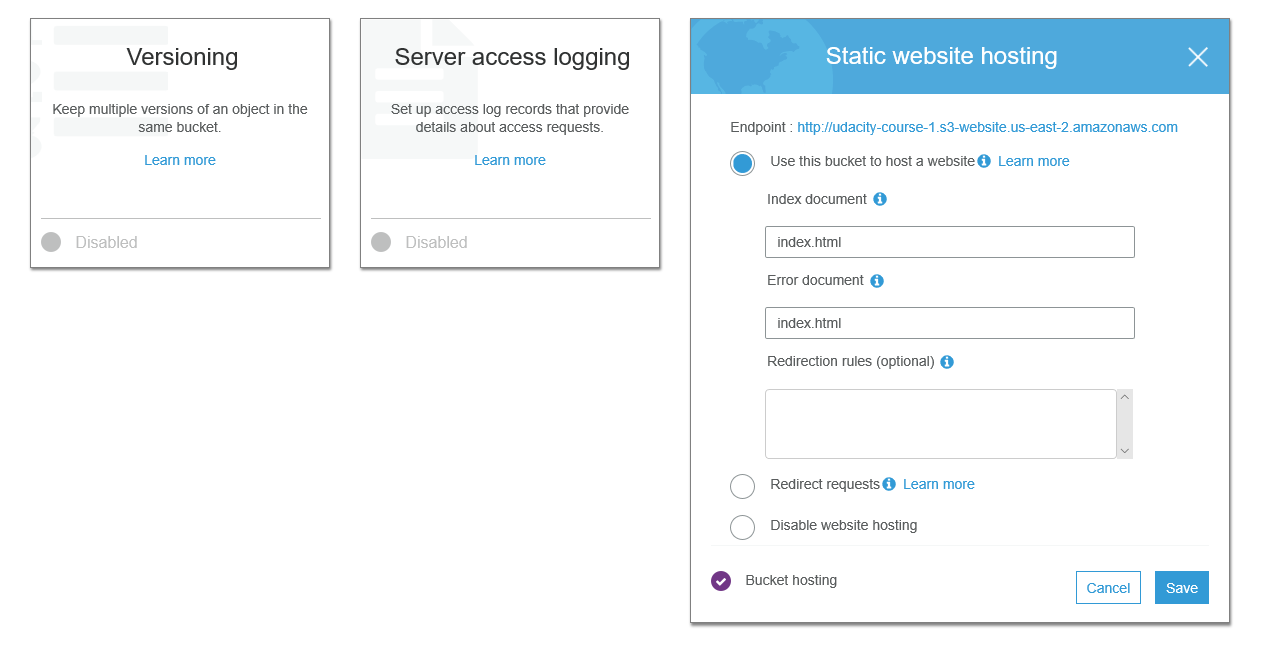 Versioning
Keep multiple versions of an object in the
same bucket.
Learn more
Disabled
Server access logging
Set up access log records that provide
details about access requests.
Learn more
Disabled
Static website hosting
Endpoint : http://udacity-course-1.s3-website.us-east-2.amazonaws.com
Use this bucket to host a website Learn more
Index document
index.html
Error document
index.html
Redirection rules (optional)
Redirect requests Learn more
Disable website hosting
Bucket hosting
Cancel
Save